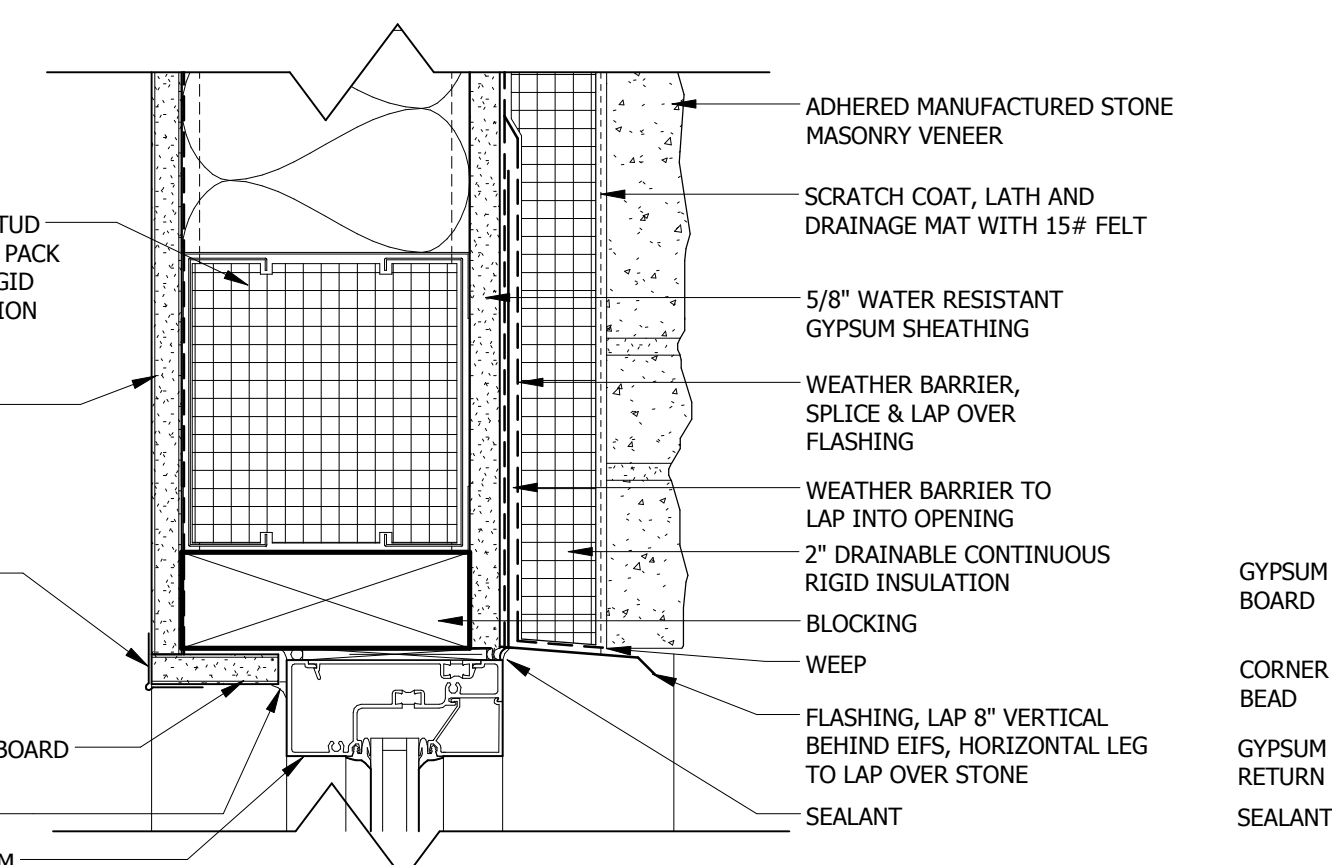 ADHERED MANUFACTURED STONE
MASONRY VENEER
SCRATCH COAT, LATH AND
DRAINAGE MAT WITH 15# FELT
5/8" WATER RESISTANT
GYPSUM SHEATHING
WEATHER BARRIER,
SPLICE & LAP OVER
FLASHING
WEATHER BARRIER TO
LAP INTO OPENING
2" DRAINABLE CONTINUOUS
RIGID INSULATION
BLOCKING
WEEP
FLASHING, LAP 8" VERTICAL
BEHIND EIFS, HORIZONTAL LEG
TO LAP OVER STONE
SEALANT
TUD
PACK
GID
ION
BOARD
M
GYPSUM
BOARD
CORNER
BEAD
GYPSUM
RETURN
SEALANT